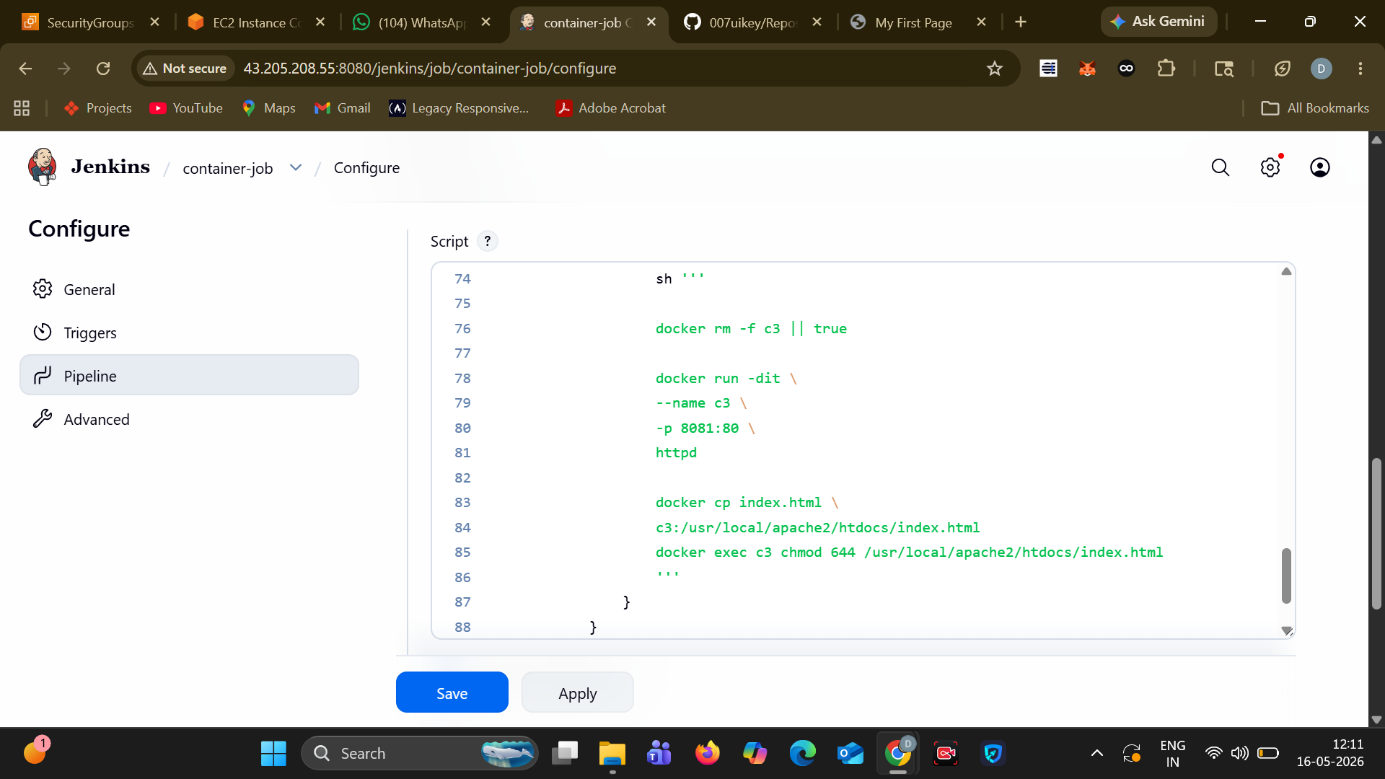 SecurityGroups
EC2 Instance Co
(104) WhatsApp
container-job C
007uikey/Repo
My First Page
Ask Gemini
Not secure
43.205.208.55:8080/jenkins/job/container-job/configure
D
Projects
YouTube
Maps
Gmail
Legacy Responsive...
Adobe Acrobat
All Bookmarks
Jenkins / container-job / Configure
Configure
General
Triggers
Pipeline
Advanced
Script ?
74 sh '''
75
76 docker rm -f c3 || true
77
78 docker run -dit \
79 --name c3 \
80 -p 8081:80 \
81 httpd
82
83 docker cp index.html \
84 c3:/usr/local/apache2/htdocs/index.html
85 docker exec c3 chmod 644 /usr/local/apache2/htdocs/index.html
86 '''
87 }
88 }
Save
Apply
1
Search
D
ENG
IN
12:11
16-05-2026